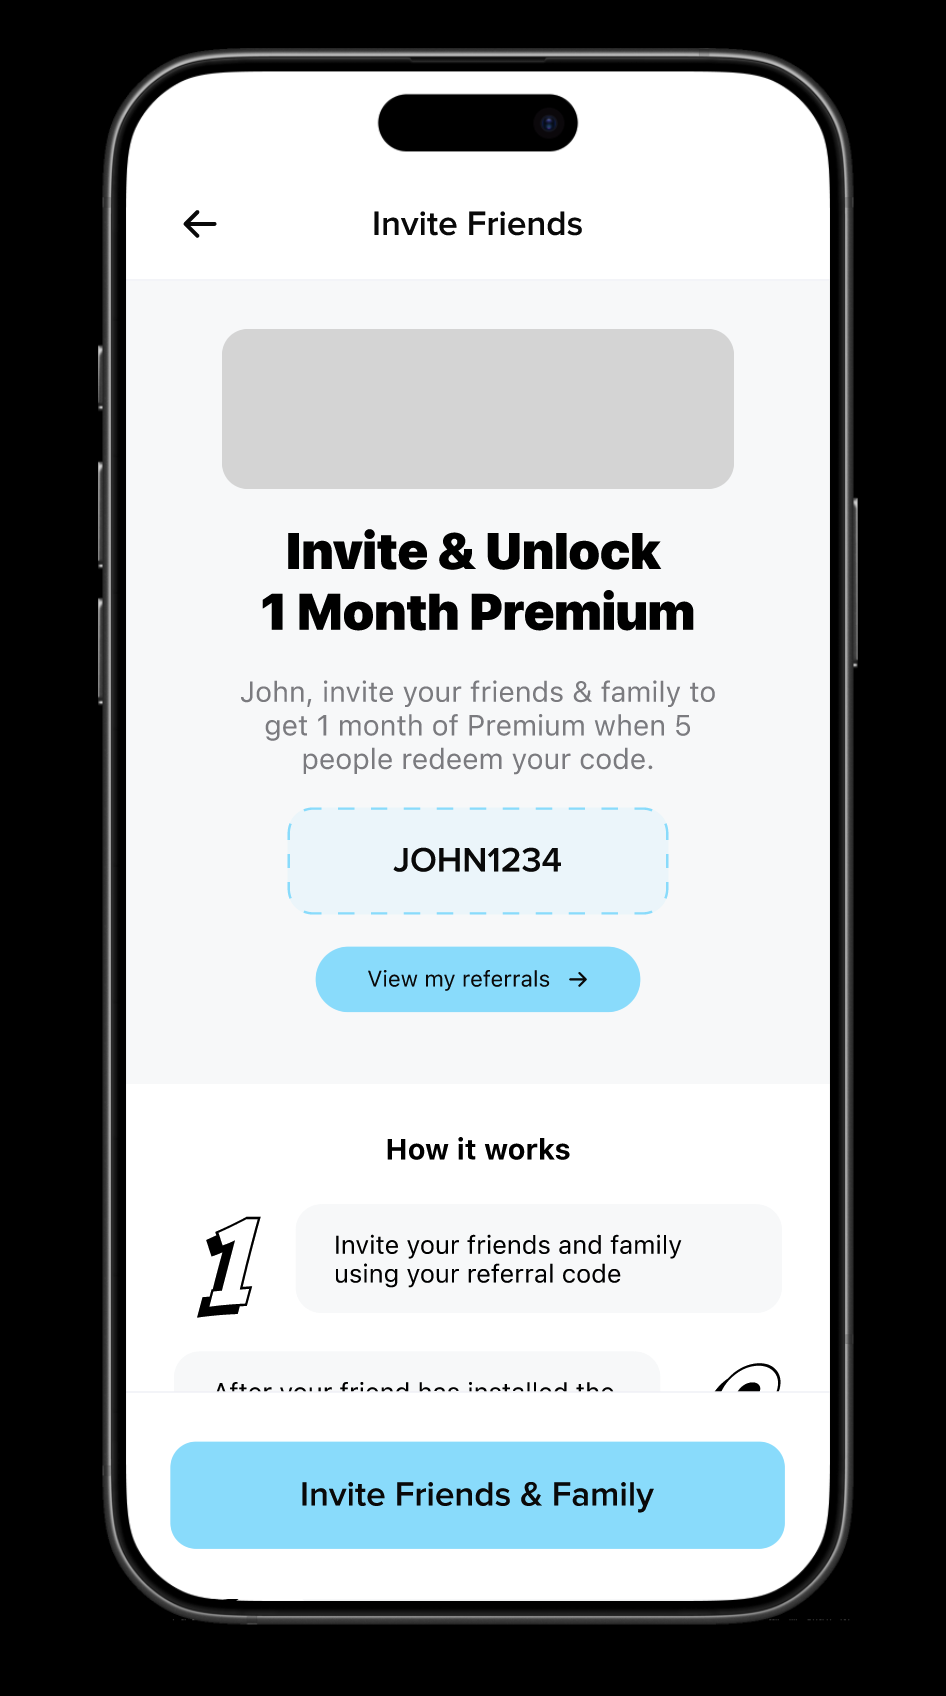 Invite Friends
Invite & Unlock
1 Month Premium
John, invite your friends & family to
get 1 month of Premium when 5
people redeem your code.
JOHN1234
View my referrals →
How it works
1
Invite your friends and family
using your referral code
After your friend has installed the
Invite Friends & Family